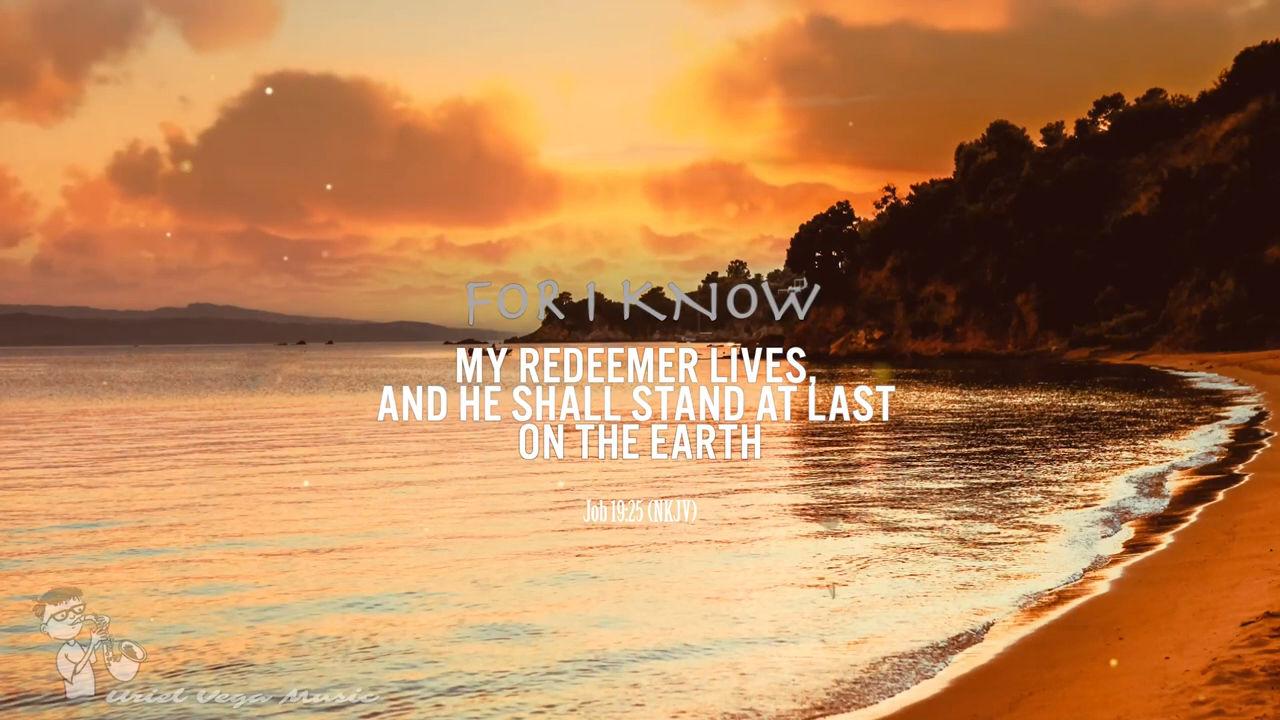 FOR I KNOW
MY REDEEMER LIVES,
AND HE SHALL STAND AT LAST
ON THE EARTH
Job 19:25 (NKJV)
Uriel Vega Music